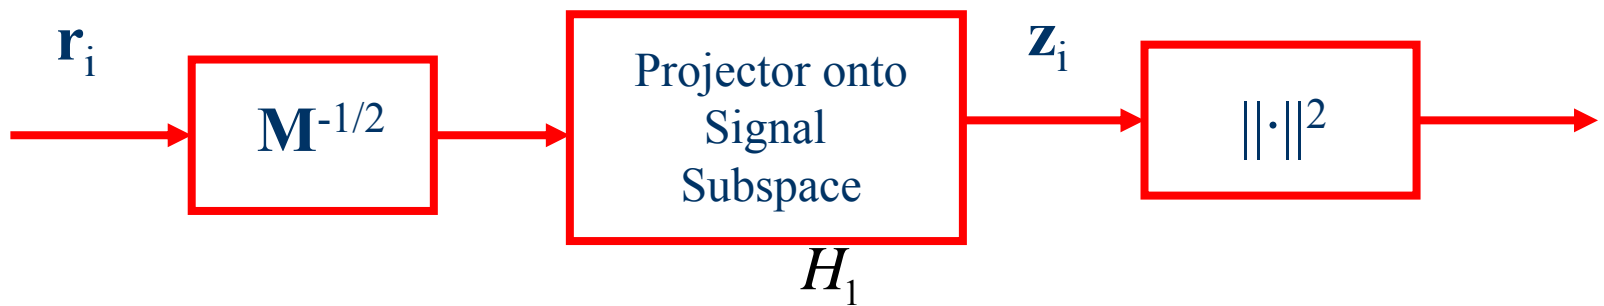 r_i
M^-1/2
Projector onto
Signal
Subspace
z_i
||·||^2
H_1